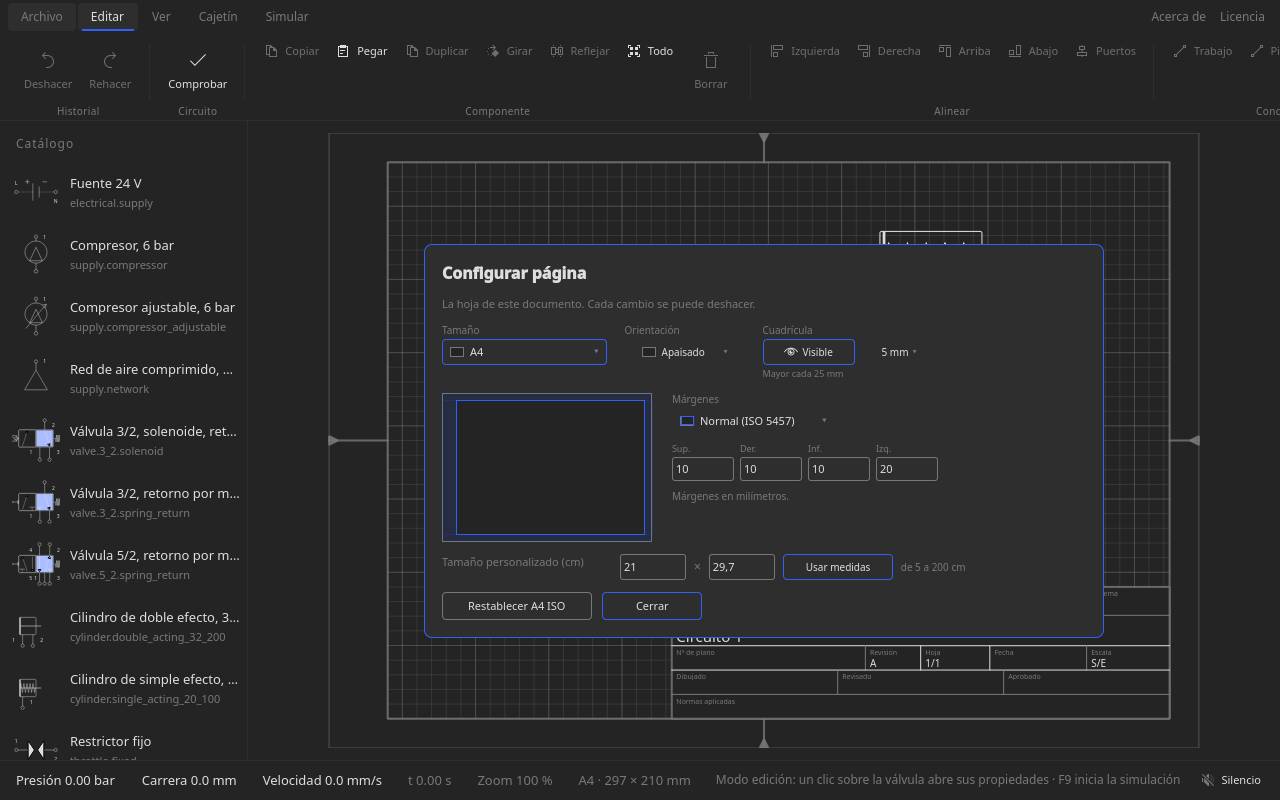 Archivo
Editar
Ver
Cajetín
Simular
Acerca de
Licencia
Deshacer
Rehacer
Historial
Comprobar
Circuito
Copiar
Pegar
Duplicar
Girar
Reflejar
Todo
Borrar
Componente
Izquierda
Derecha
Arriba
Abajo
Puertos
Alinear
Trabajo
Catálogo
Fuente 24 V
electrical.supply
Compresor, 6 bar
supply.compressor
Compresor ajustable, 6 bar
supply.compressor_adjustable
Red de aire comprimido, ...
supply.network
Válvula 3/2, solenoide, ret...
valve.3_2.solenoid
Válvula 3/2, retorno por m...
valve.3_2.spring_return
Válvula 5/2, retorno por m...
valve.5_2.spring_return
Cilindro de doble efecto, 3...
cylinder.double_acting_32_200
Cilindro de simple efecto, ...
cylinder.single_acting_20_100
Restrictor fijo
Configurar página
La hoja de este documento. Cada cambio se puede deshacer.
Tamaño
Orientación
Cuadrícula
A4
Apaisado
Visible
5 mm
Mayor cada 25 mm
Márgenes
Normal (ISO 5457)
Sup.
Der.
Inf.
Izq.
10
10
10
20
Márgenes en milímetros.
Tamaño personalizado (cm)
21
×
29,7
Usar medidas
de 5 a 200 cm
Restablecer A4 ISO
Cerrar
Circuito 1
Nº de plano
Revisión
A
Hoja
1/1
Fecha
Escala
S/E
Dibujado
Revisado
Aprobado
Normas aplicadas
Presión 0.00 bar
Carrera 0.0 mm
Velocidad 0.0 mm/s
t 0.00 s
Zoom 100 %
A4 · 297 × 210 mm
Modo edición: un clic sobre la válvula abre sus propiedades · F9 inicia la simulación
Silencio